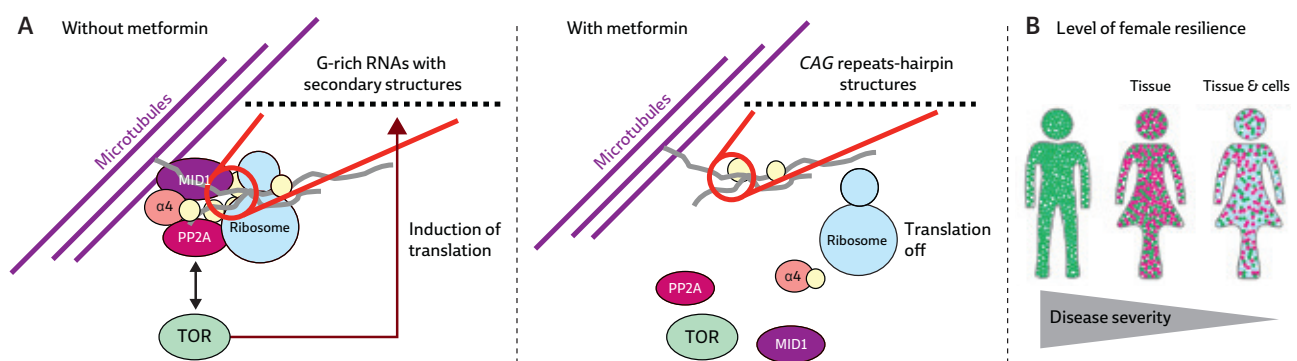 A
Without metformin
G-rich RNAs with
secondary structures
Microtubules
MID1
α4
PP2A
Ribosome
Induction of
translation
TOR
With metformin
CAG repeats-hairpin
structures
Microtubules
Ribosome
Translation
off
α4
PP2A
TOR
MID1
B
Level of female resilience
Tissue
Tissue & cells
Disease severity